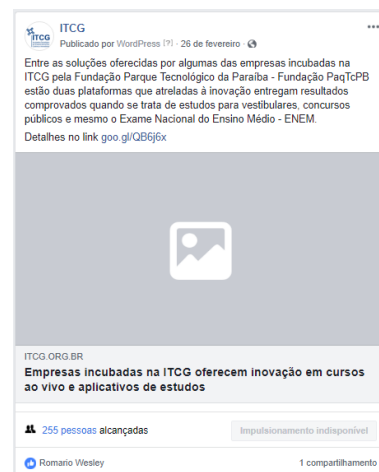 ITCG
ITCG
Publicado por WordPress [?] · 26 de fevereiro ·
Entre as soluções oferecidas por algumas das empresas incubadas na
ITCG pela Fundação Parque Tecnológico da Paraíba - Fundação PaqTcPB
estão duas plataformas que atreladas à inovação entregam resultados
comprovados quando se trata de estudos para vestibulares, concursos
públicos e mesmo o Exame Nacional do Ensino Médio - ENEM.
Detalhes no link goo.gl/QB6j6x
ITCG.ORG.BR
Empresas incubadas na ITCG oferecem inovação em cursos
ao vivo e aplicativos de estudos
255 pessoas alcançadas
Impulsionamento indisponível
Romario Wesley
1 compartilhamento